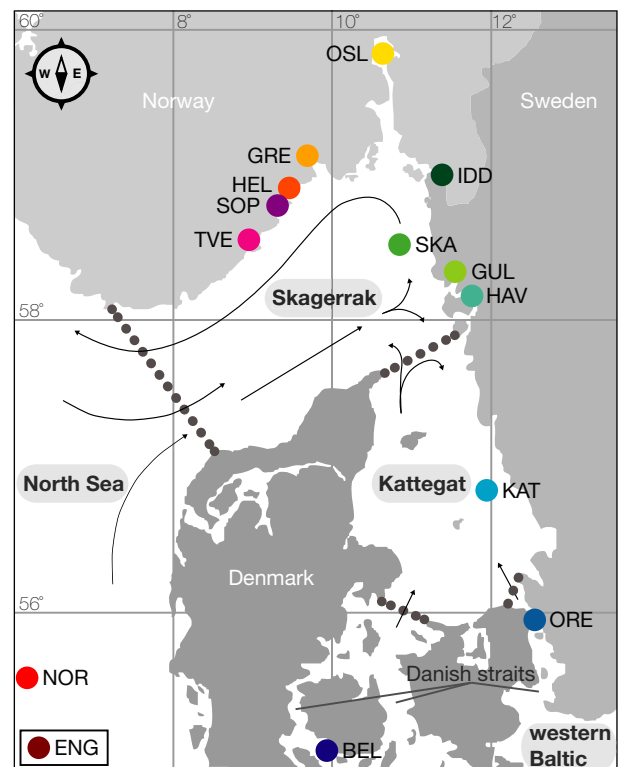 60° 8° 10° 12°
OSL
W E
Norway Sweden
GRE
IDD
HEL
SOP
TVE
SKA
GUL
Skagerrak
HAV
58°
North Sea
Kattegat
KAT
Denmark
56°
ORE
Danish straits
NOR
western
Baltic
ENG
BEL